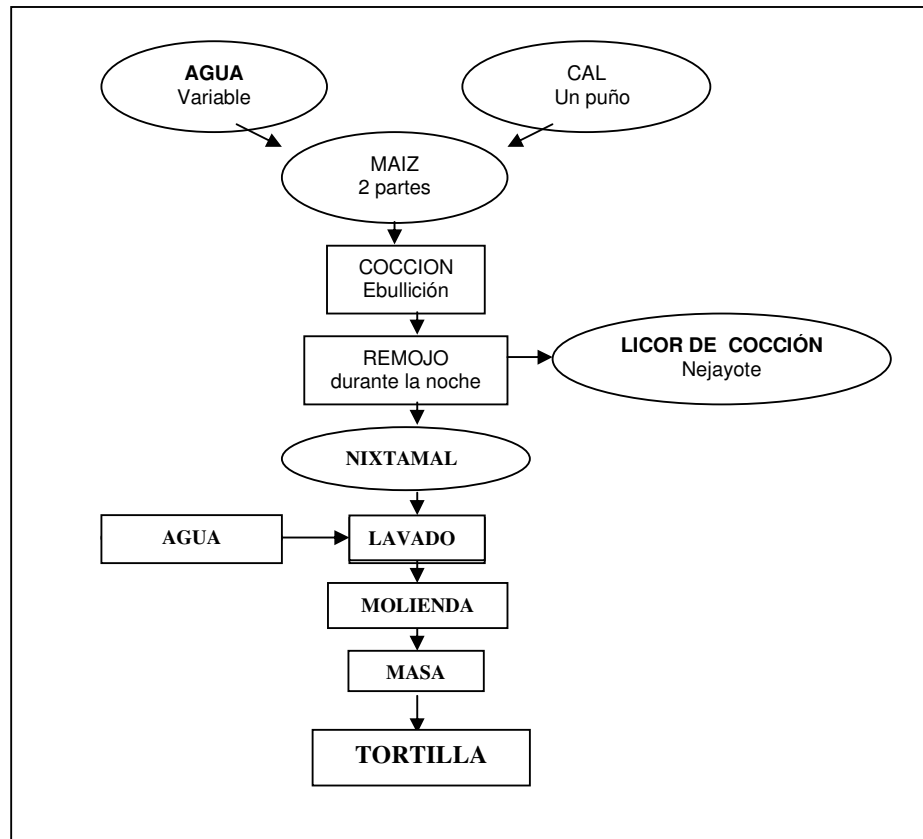 AGUA
Variable
CAL
Un puño
MAIZ
2 partes
COCCION
Ebullición
REMOJO
durante la noche
LICOR DE COCCIÓN
Nejayote
NIXTAMAL
AGUA
LAVADO
MOLIENDA
MASA
TORTILLA